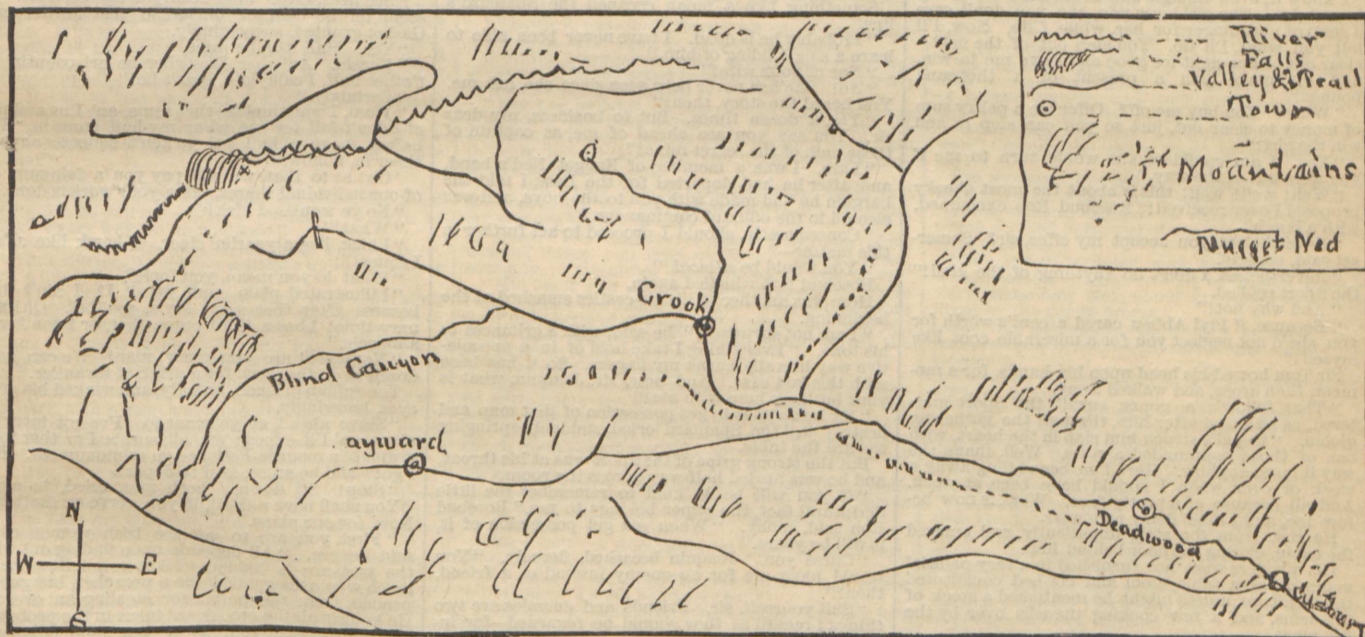 River
Falls
Valley & Trail
Town
Mountains
Nugget Ned
Crook
Blind Canyon
ayward
Deadwood
N
W E
S